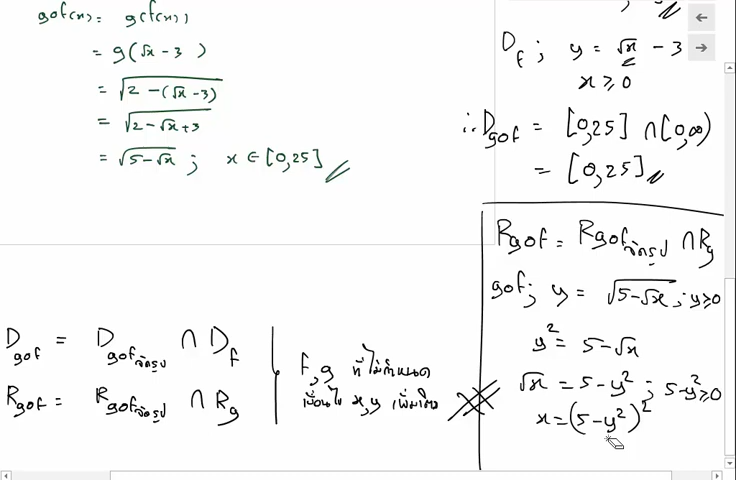 gof(x) = g(f(x))
= g(√x − 3 )
= √(2 − (√x − 3))
= √(2 − √x + 3)
= √(5 − √x) ; x ∈ [0,25]
D_f ; y = √x − 3
x ≥ 0
∴ D_gof = [0,25] ∩ [0,∞)
= [0,25]
R_gof = R_gofจัดรูป ∩ R_g
gof ; y = √(5 − √x) ; y ≥ 0
y² = 5 − √x
√x = 5 − y² ; 5 − y² ≥ 0
x = (5 − y²)²
D_gof = D_gofจัดรูป ∩ D_f
R_gof = R_gofจัดรูป ∩ R_g
f, g ที่ไม่กำหนด
เงื่อนไข x, y เพิ่มเติม